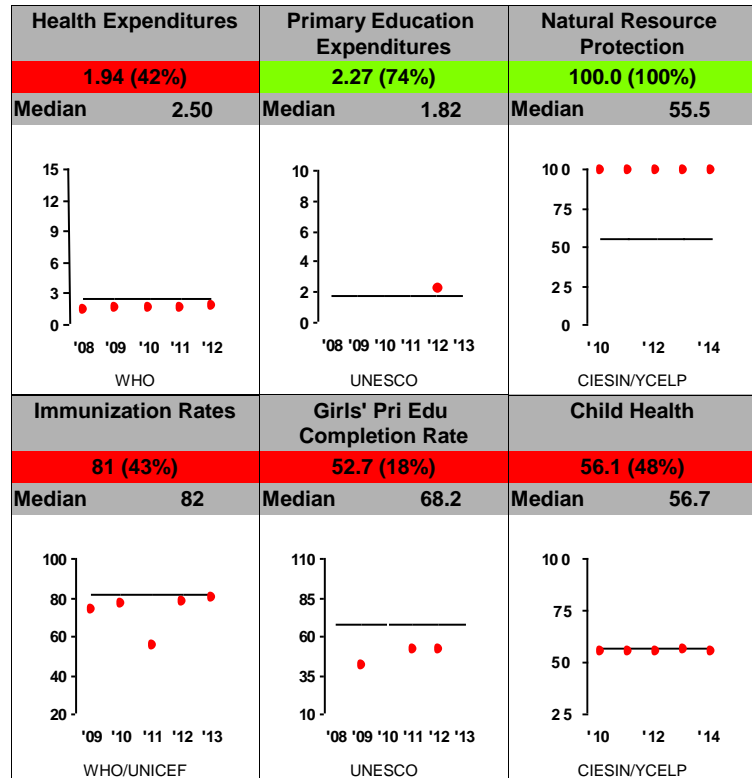 Health Expenditures
1.94 (42%)
Median 2.50
15
12
9
6
3
0
'08 '09 '10 '11 '12
WHO
Primary Education
Expenditures
2.27 (74%)
Median 1.82
10
8
6
4
2
0
'08 '09 '10 '11 '12 '13
UNESCO
Natural Resource
Protection
100.0 (100%)
Median 55.5
100
75
50
25
0
'10 '12 '14
CIESIN/YCELP
Immunization Rates
81 (43%)
Median 82
100
80
60
40
20
'09 '10 '11 '12 '13
WHO/UNICEF
Girls' Pri Edu
Completion Rate
52.7 (18%)
Median 68.2
110
85
60
35
10
'08 '09 '10 '11 '12 '13
UNESCO
Child Health
56.1 (48%)
Median 56.7
100
75
50
25
'10 '12 '14
CIESIN/YCELP